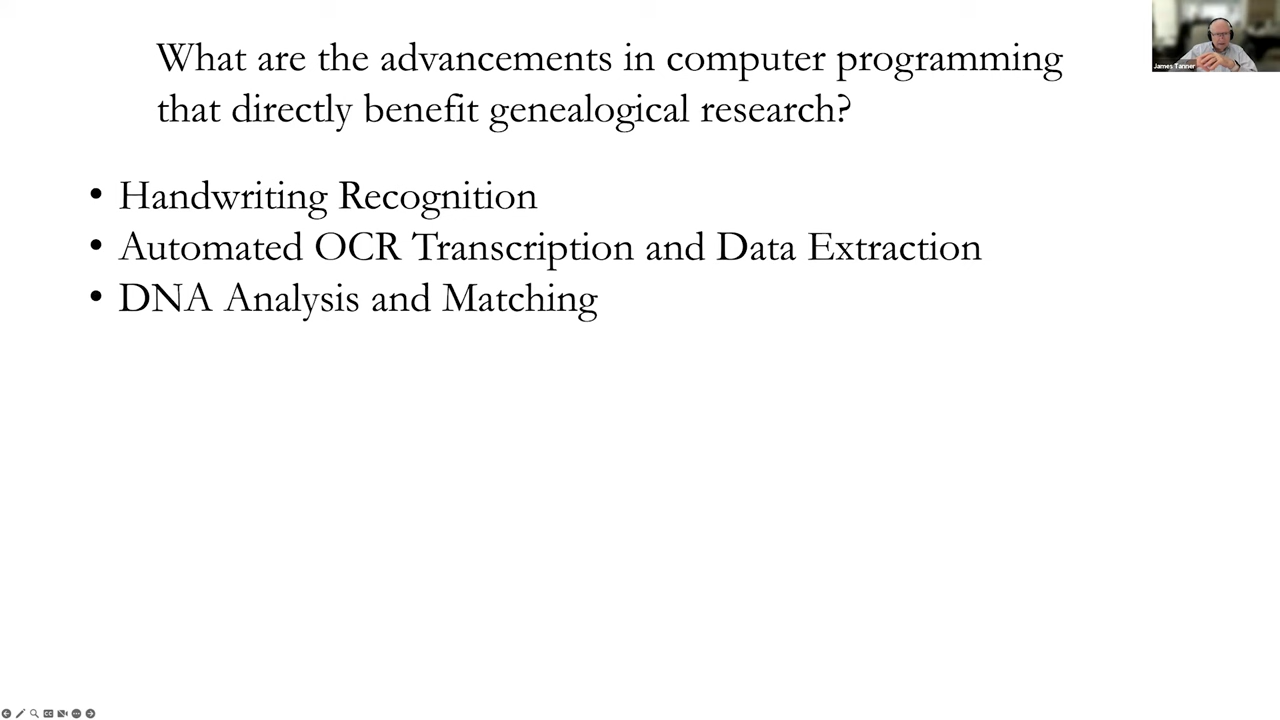 What are the advancements in computer programming
that directly benefit genealogical research?
James Tanner
• Handwriting Recognition
• Automated OCR Transcription and Data Extraction
• DNA Analysis and Matching